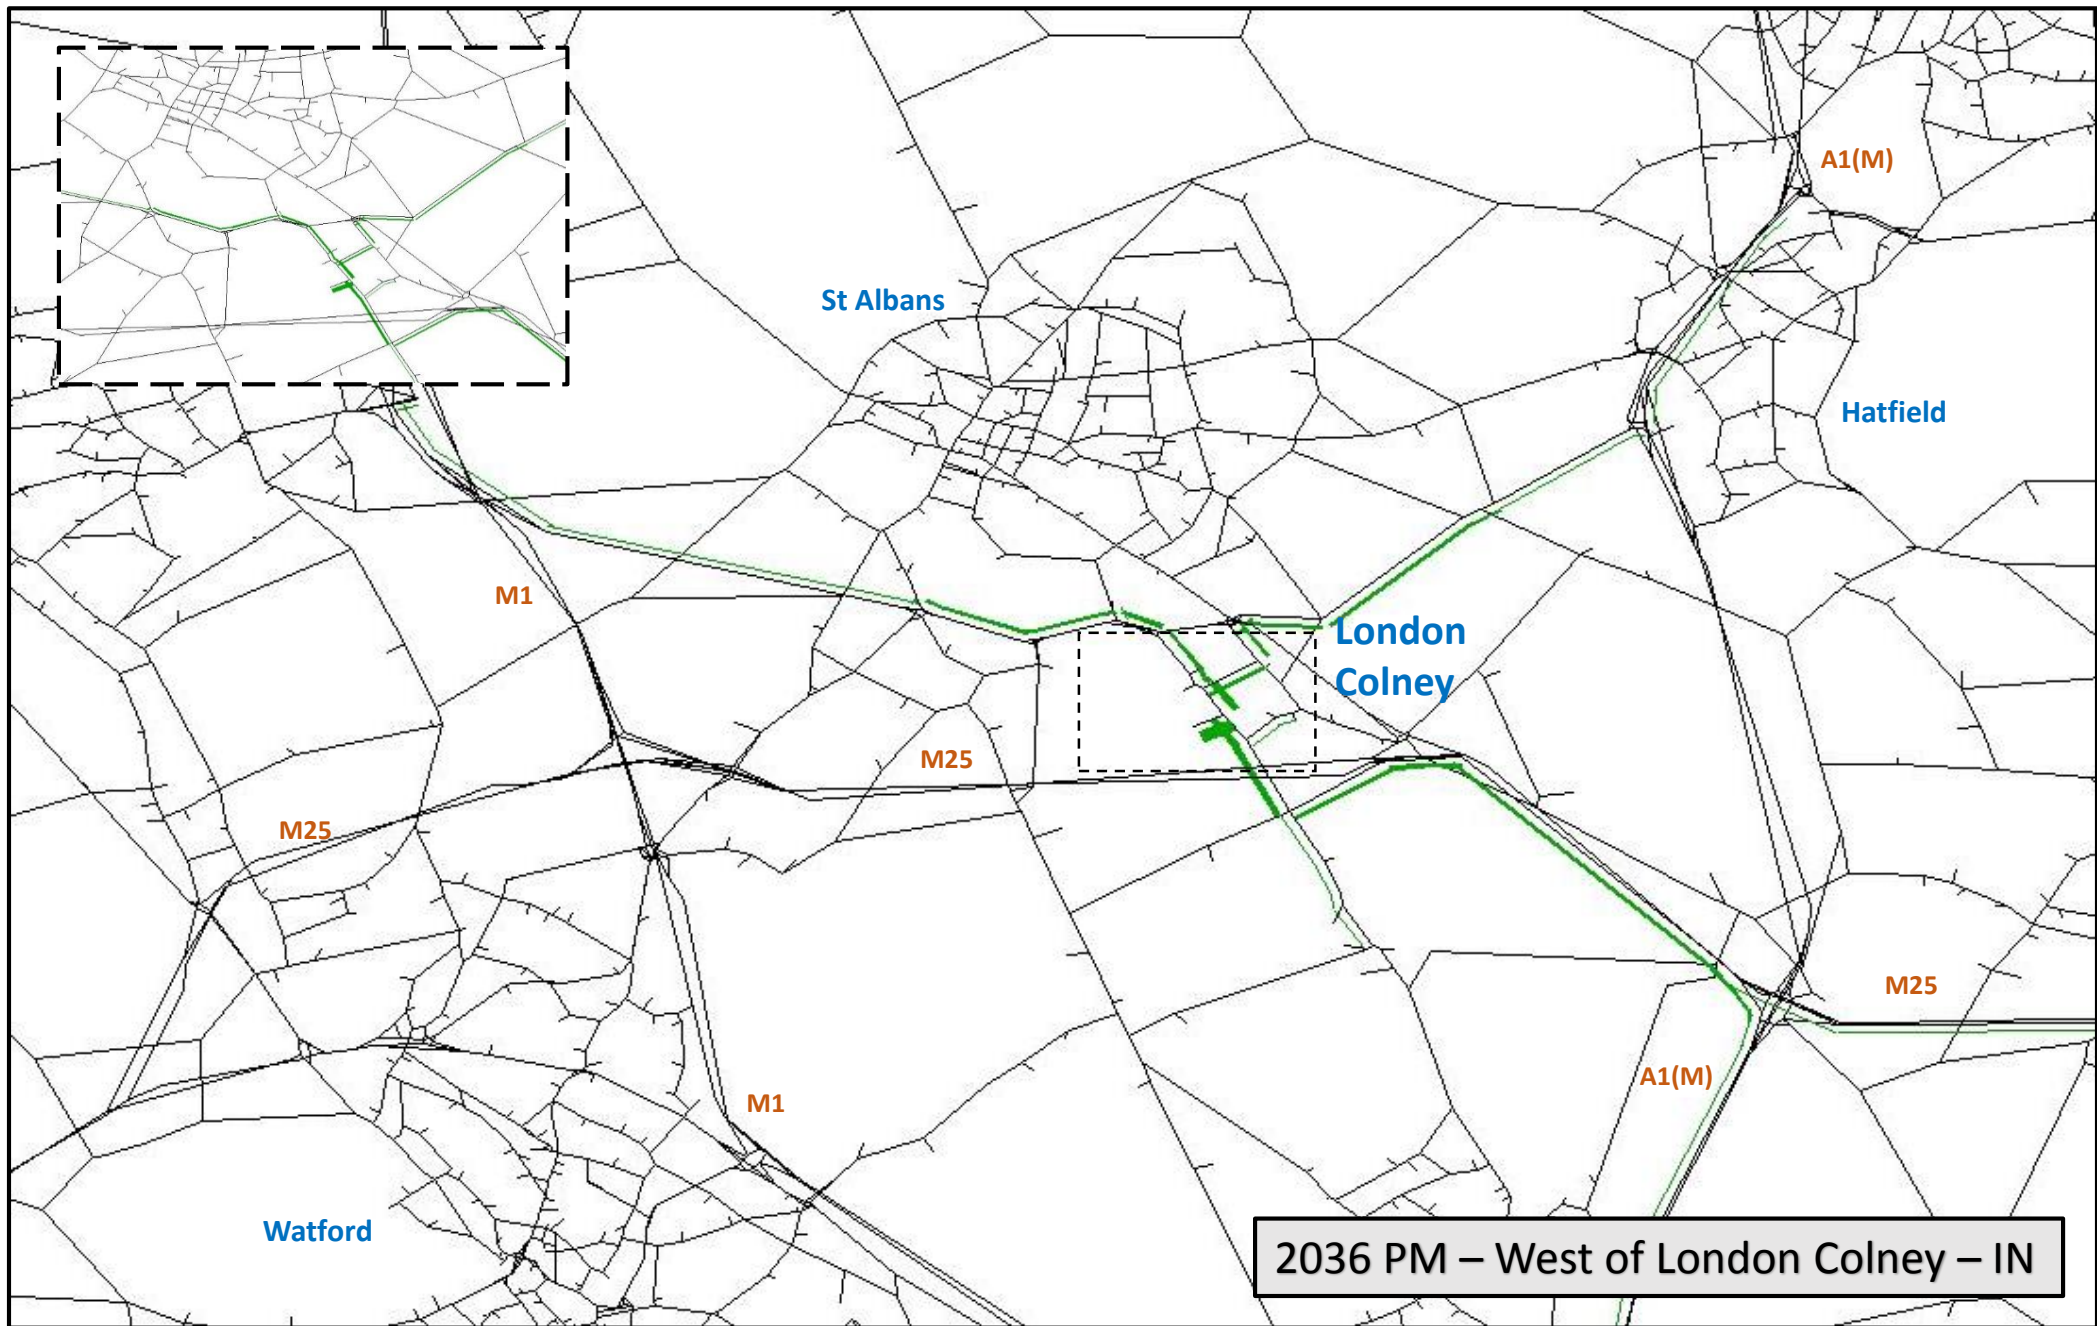 A1(M)
St Albans
Hatfield
M1
London
Colney
M25
M25
M25
A1(M)
M1
Watford
2036 PM – West of London Colney – IN